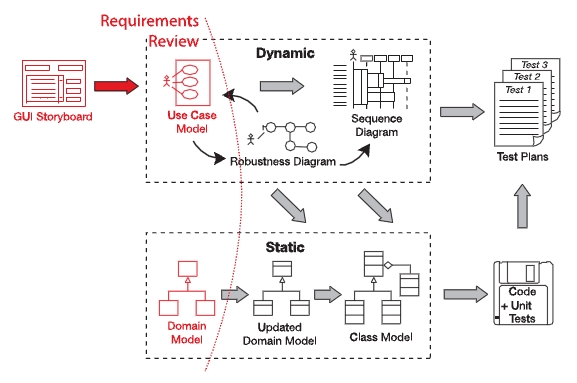 Requirements
Review
Dynamic
GUI Storyboard
Use Case
Model
Robustness Diagram
Sequence
Diagram
Test 3
Test 2
Test 1
Test Plans
Static
Domain
Model
Updated
Domain Model
Class Model
Code
+ Unit
Tests